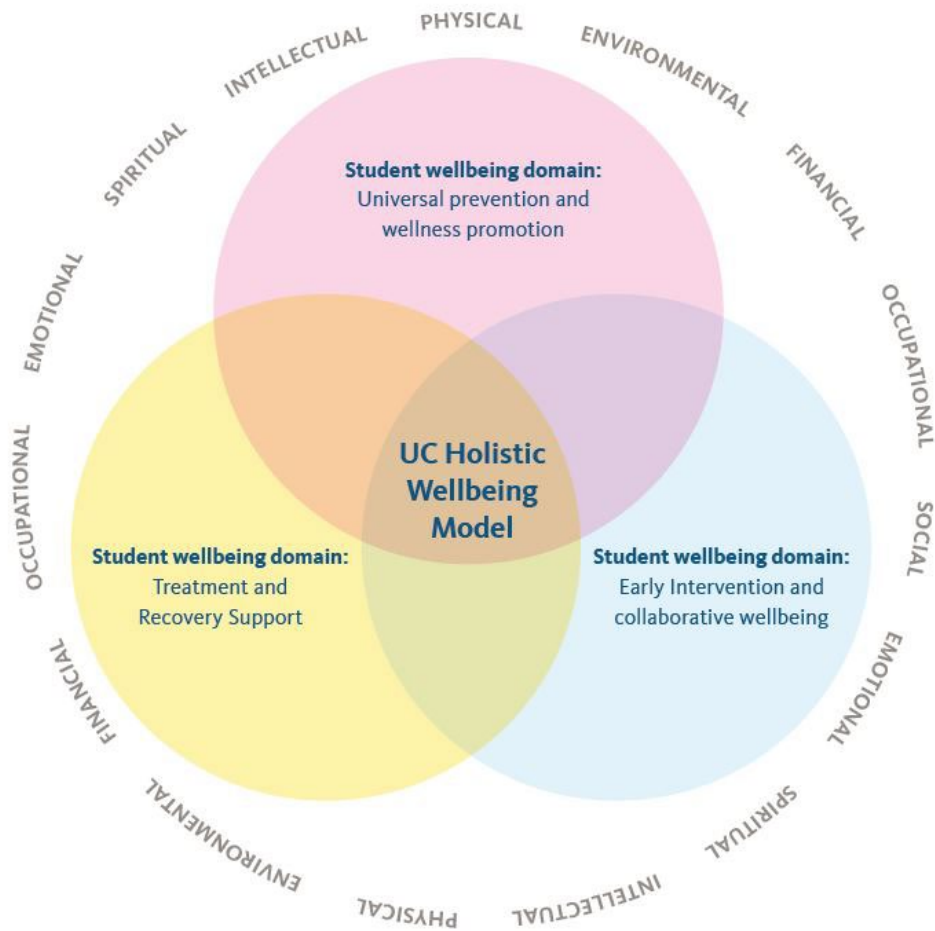 PHYSICAL
ENVIRONMENTAL
FINANCIAL
OCCUPATIONAL
SOCIAL
EMOTIONAL
SPIRITUAL
INTELLECTUAL
PHYSICAL
ENVIRONMENTAL
FINANCIAL
OCCUPATIONAL
EMOTIONAL
SPIRITUAL
INTELLECTUAL
Student wellbeing domain:
Universal prevention and
wellness promotion
UC Holistic
Wellbeing
Model
Student wellbeing domain:
Treatment and
Recovery Support
Student wellbeing domain:
Early Intervention and
collaborative wellbeing